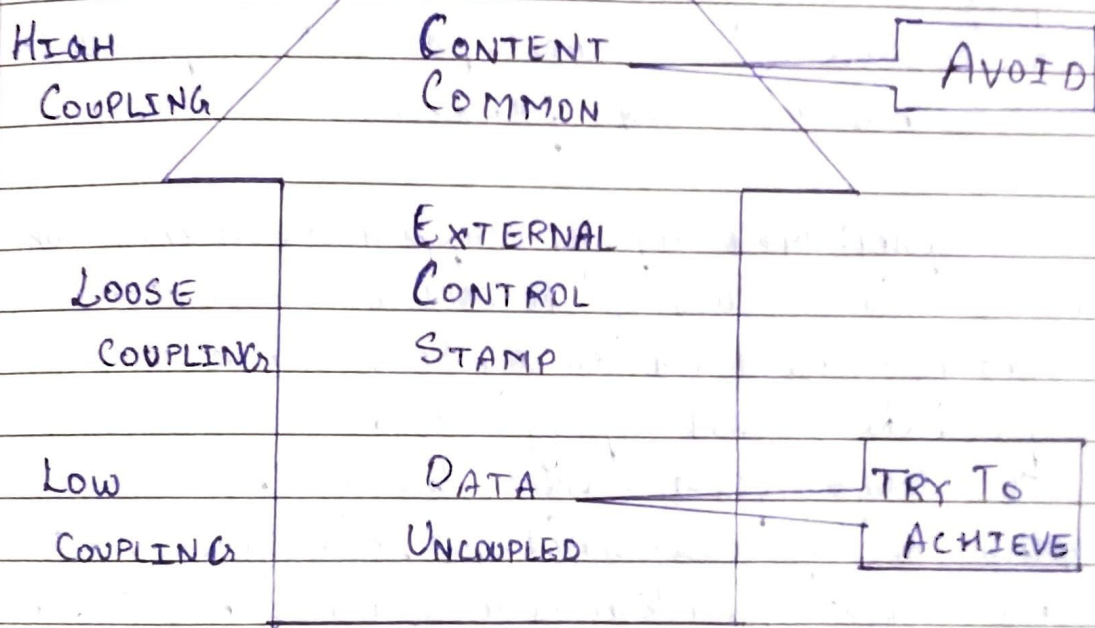 HIGH CONTENT AVOID
COUPLING COMMON
EXTERNAL
LOOSE CONTROL
COUPLING STAMP
LOW DATA TRY TO
COUPLING UNCOUPLED ACHIEVE